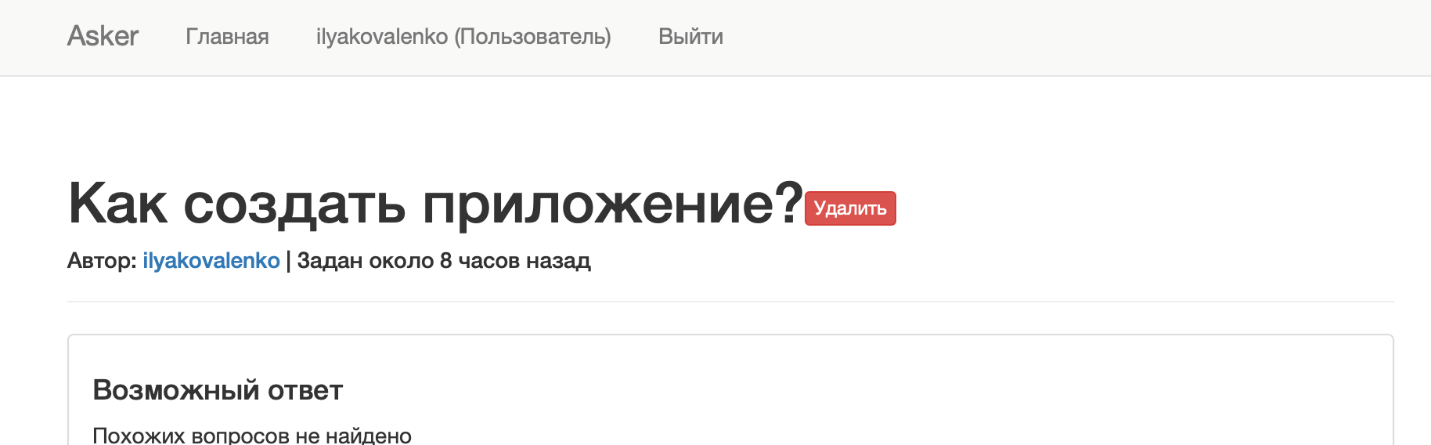 Asker Главная ilyakovalenko (Пользователь) Выйти
Как создать приложение? Удалить
Автор: ilyakovalenko | Задан около 8 часов назад
Возможный ответ
Похожих вопросов не найдено